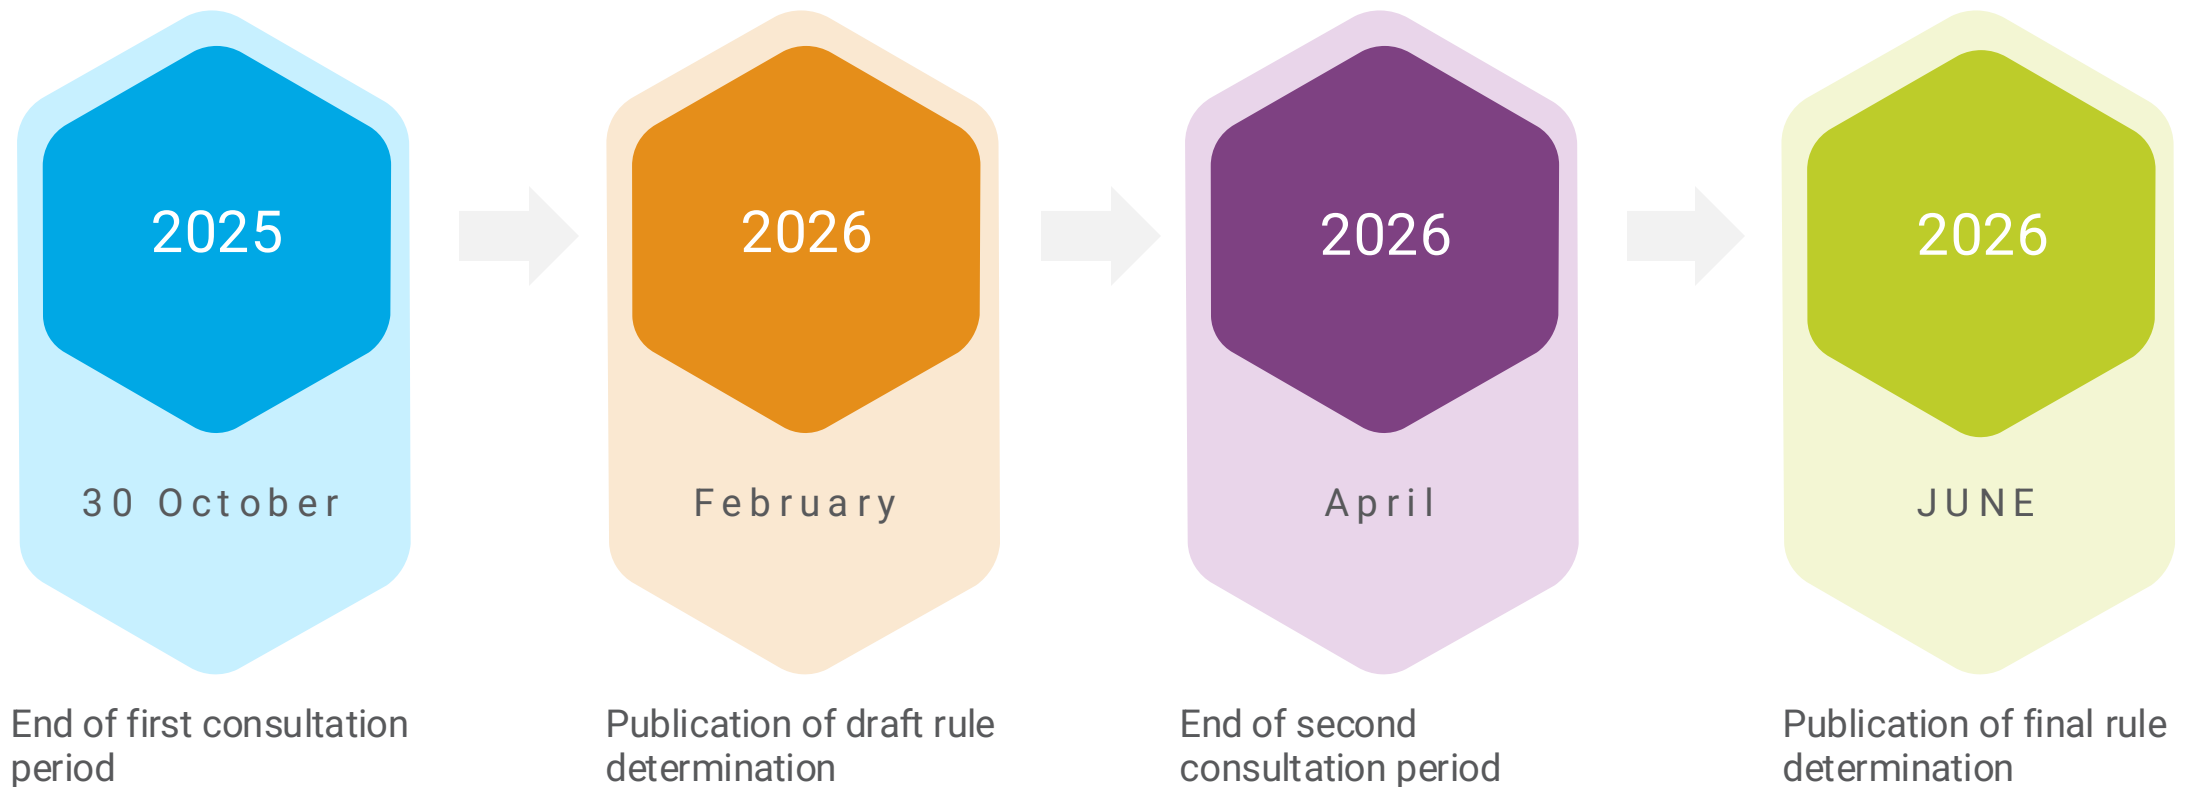 2025
30 October
End of first consultation
period
2026
February
Publication of draft rule
determination
2026
April
End of second
consultation period
2026
JUNE
Publication of final rule
determination